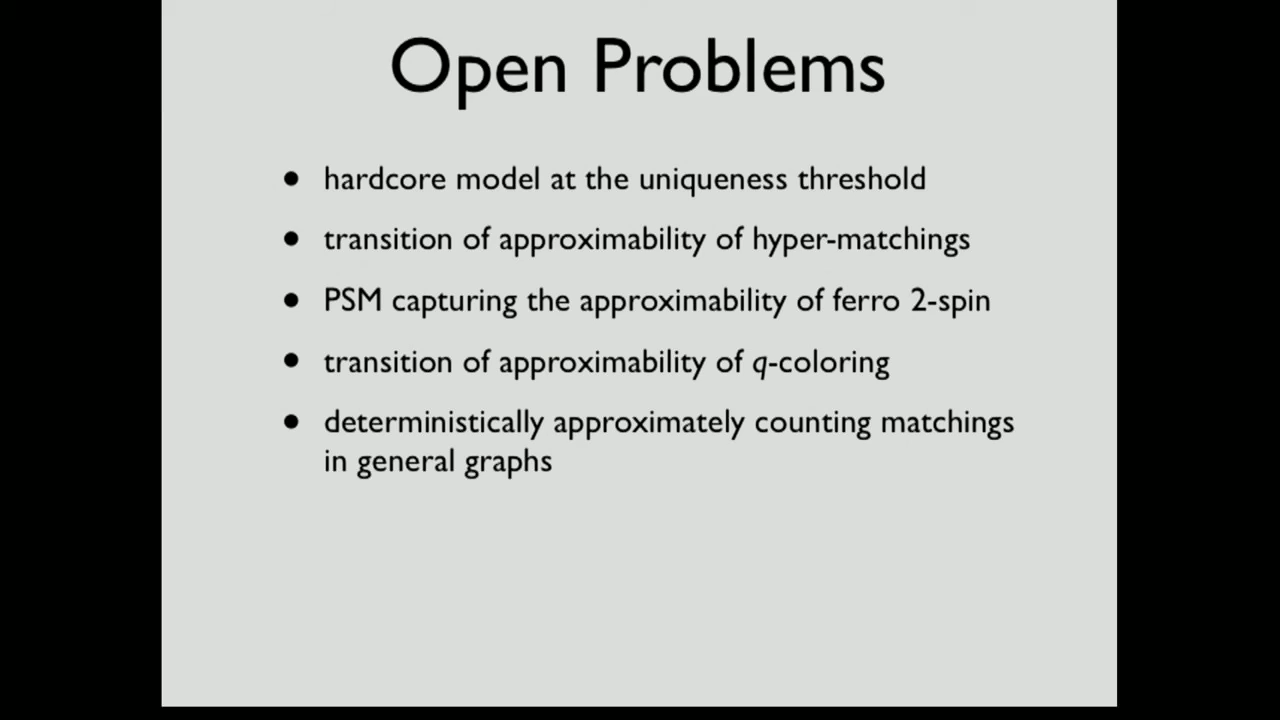 Open Problems
• hardcore model at the uniqueness threshold
• transition of approximability of hyper-matchings
• PSM capturing the approximability of ferro 2-spin
• transition of approximability of q-coloring
• deterministically approximately counting matchings
in general graphs